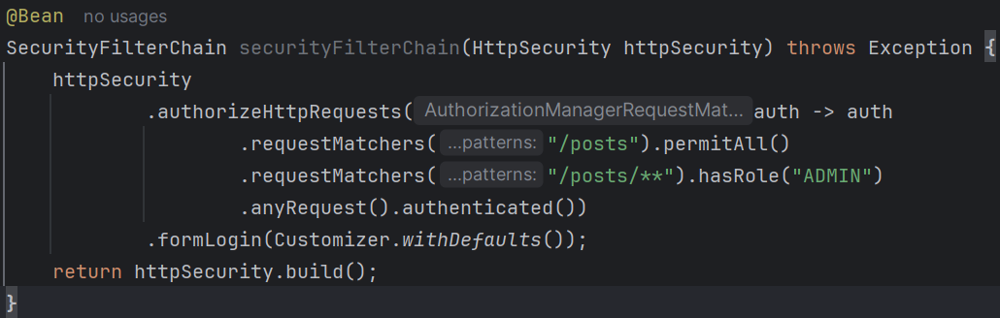 @Bean no usages
SecurityFilterChain securityFilterChain(HttpSecurity httpSecurity) throws Exception {
httpSecurity
.authorizeHttpRequests( AuthorizationManagerRequestMat... auth -> auth
.requestMatchers( ...patterns: "/posts").permitAll()
.requestMatchers( ...patterns: "/posts/**").hasRole("ADMIN")
.anyRequest().authenticated())
.formLogin(Customizer.withDefaults());
return httpSecurity.build();
}